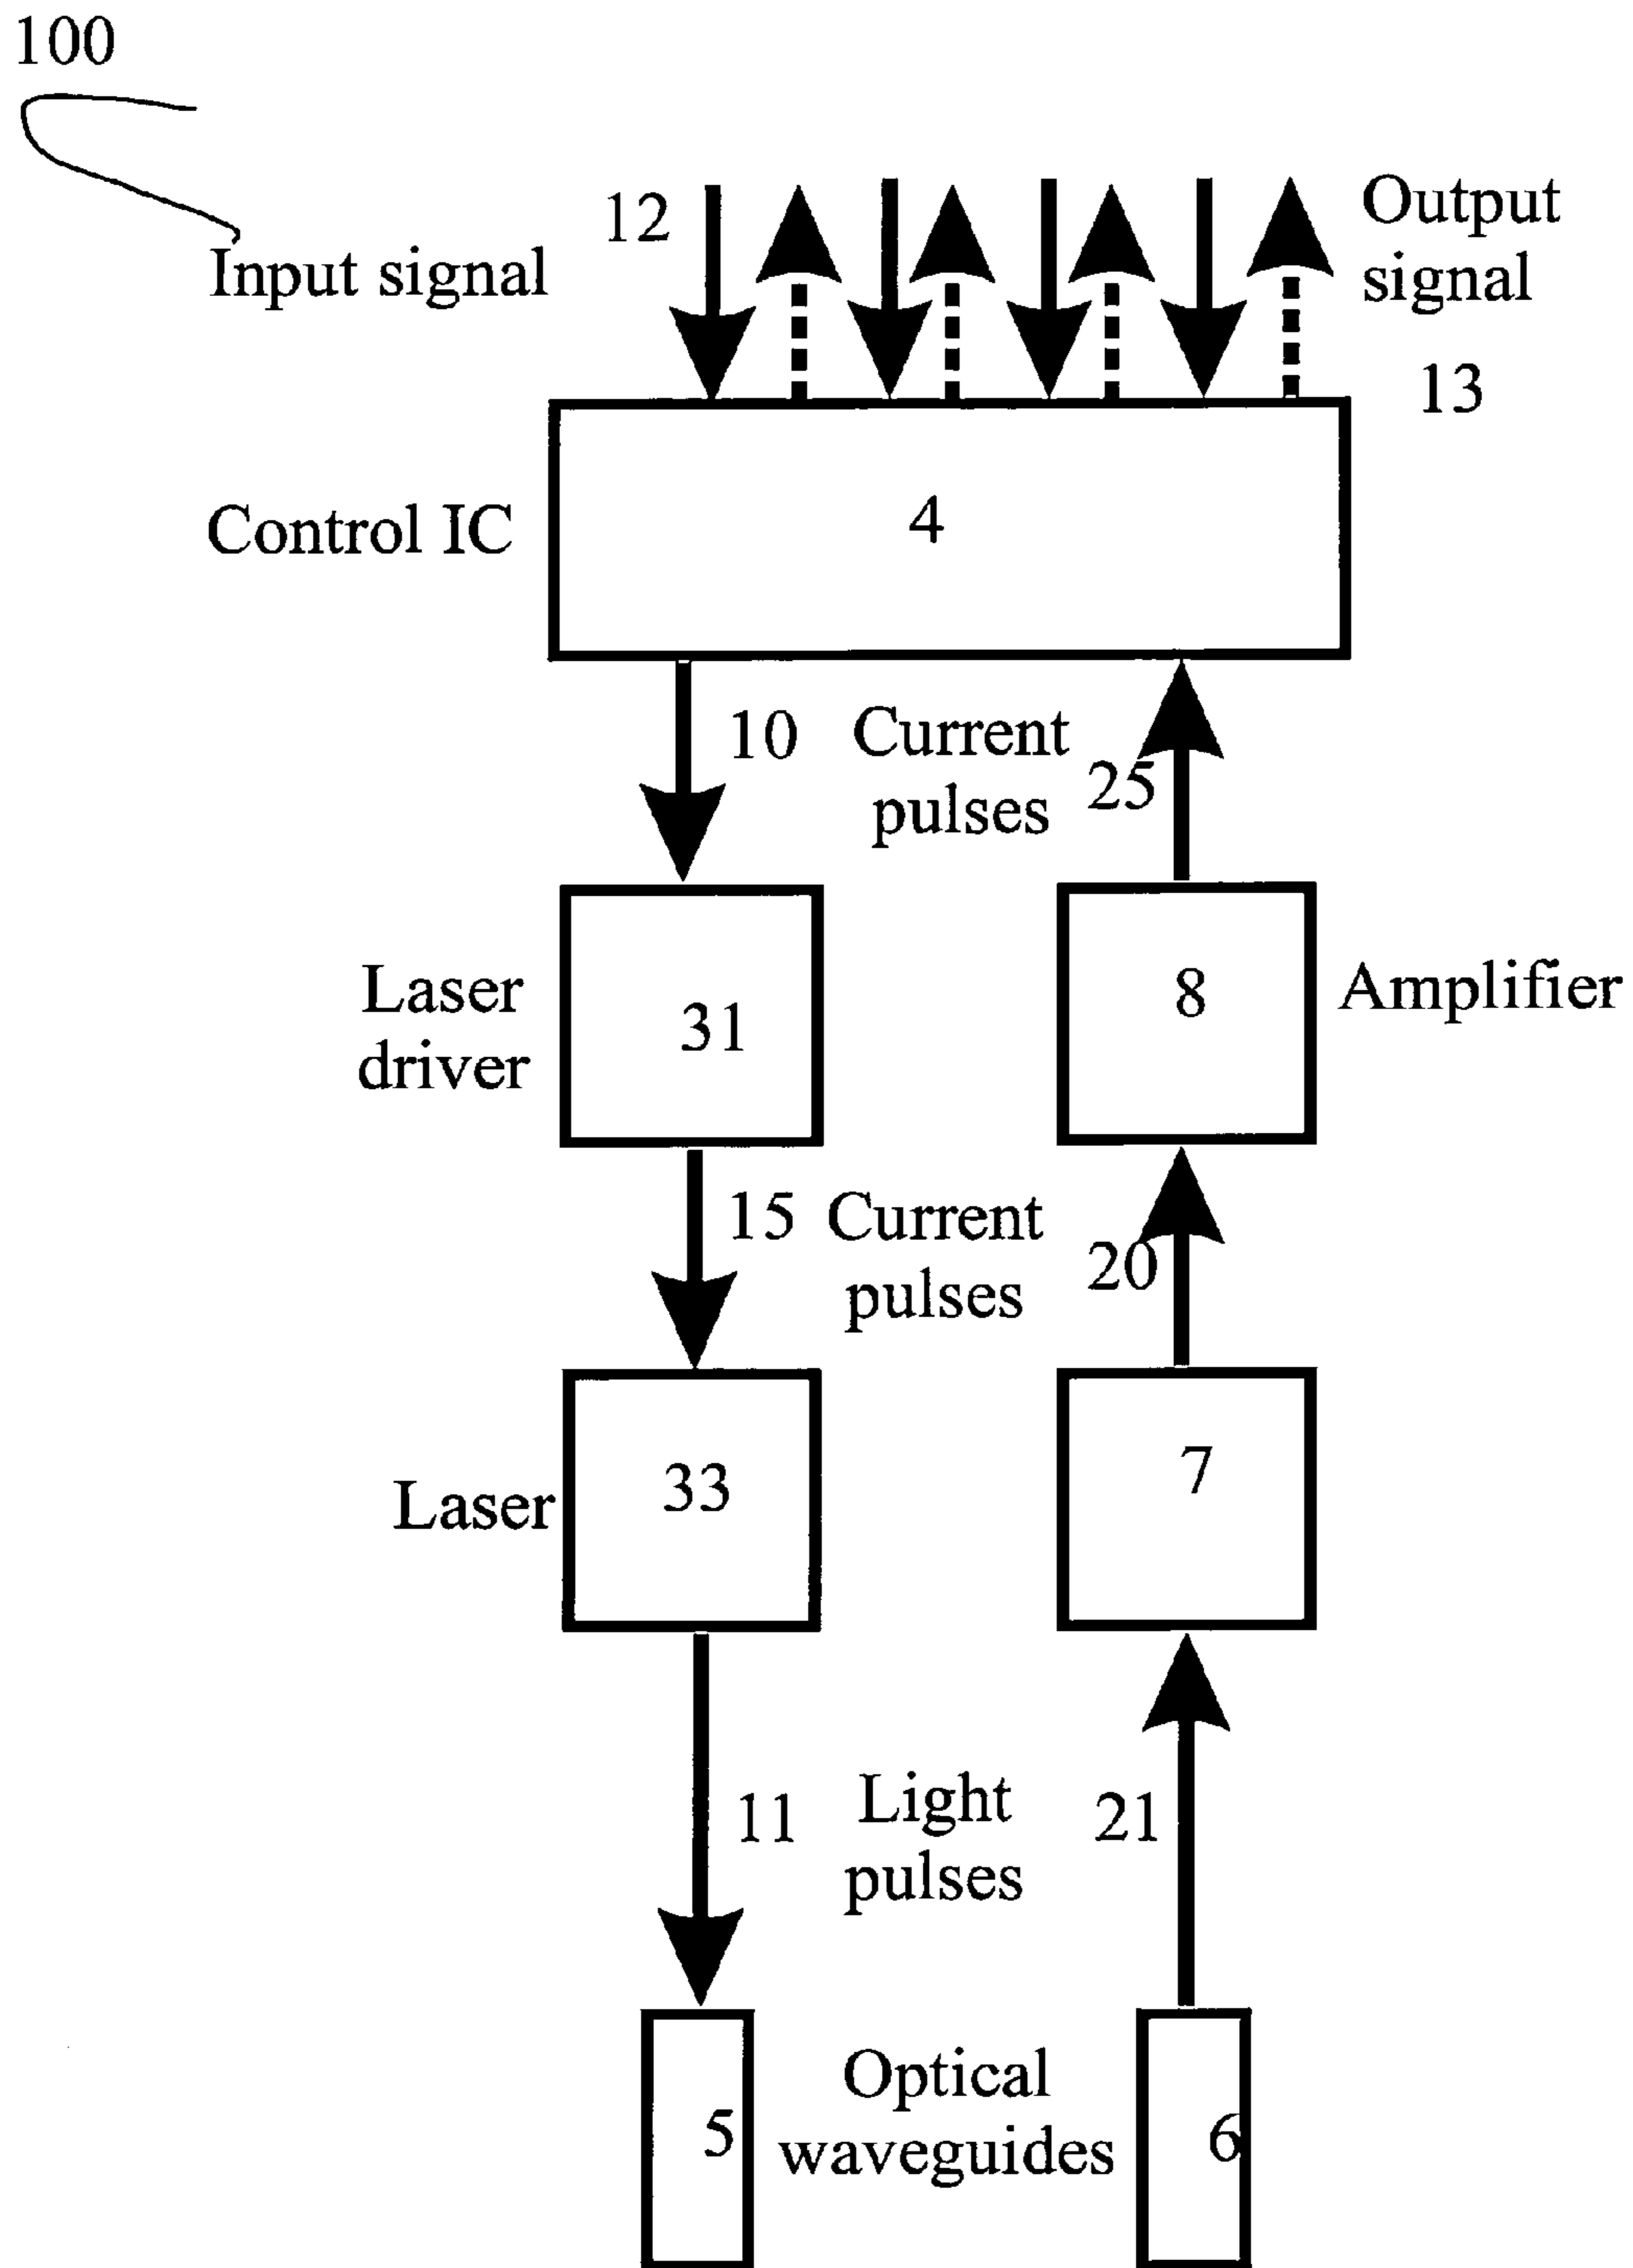 100
12
Output
signal
Input signal
13
Control IC
4
10
Current
pulses
25
Laser
driver
31
8
Amplifier
15
Current
pulses
20
Laser
33
7
11
Light
pulses
21
5
Optical
waveguides
6